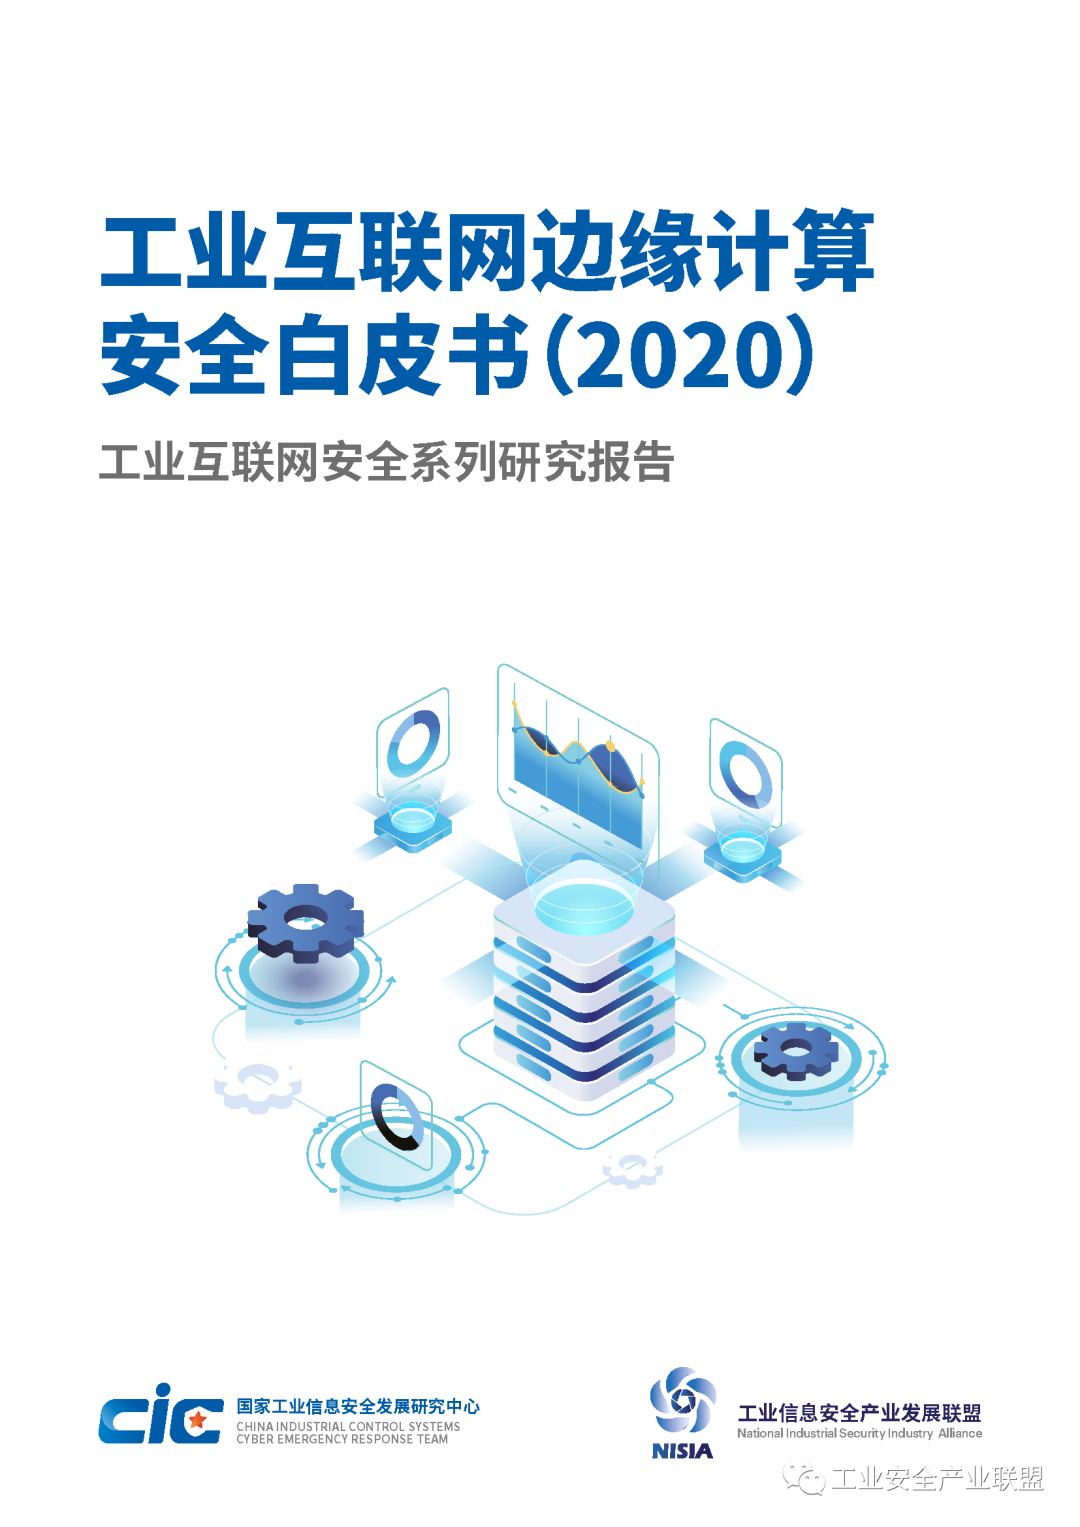 工业互联网边缘计算
安全白皮书（2020）
工业互联网安全系列研究报告
cic
国家工业信息安全发展研究中心
CHINA INDUSTRIAL CONTROL SYSTEMS
CYBER EMERGENCY RESPONSE TEAM
NISIA
工业信息安全产业发展联盟
National Industrial Security Industry Alliance
工业安全产业联盟